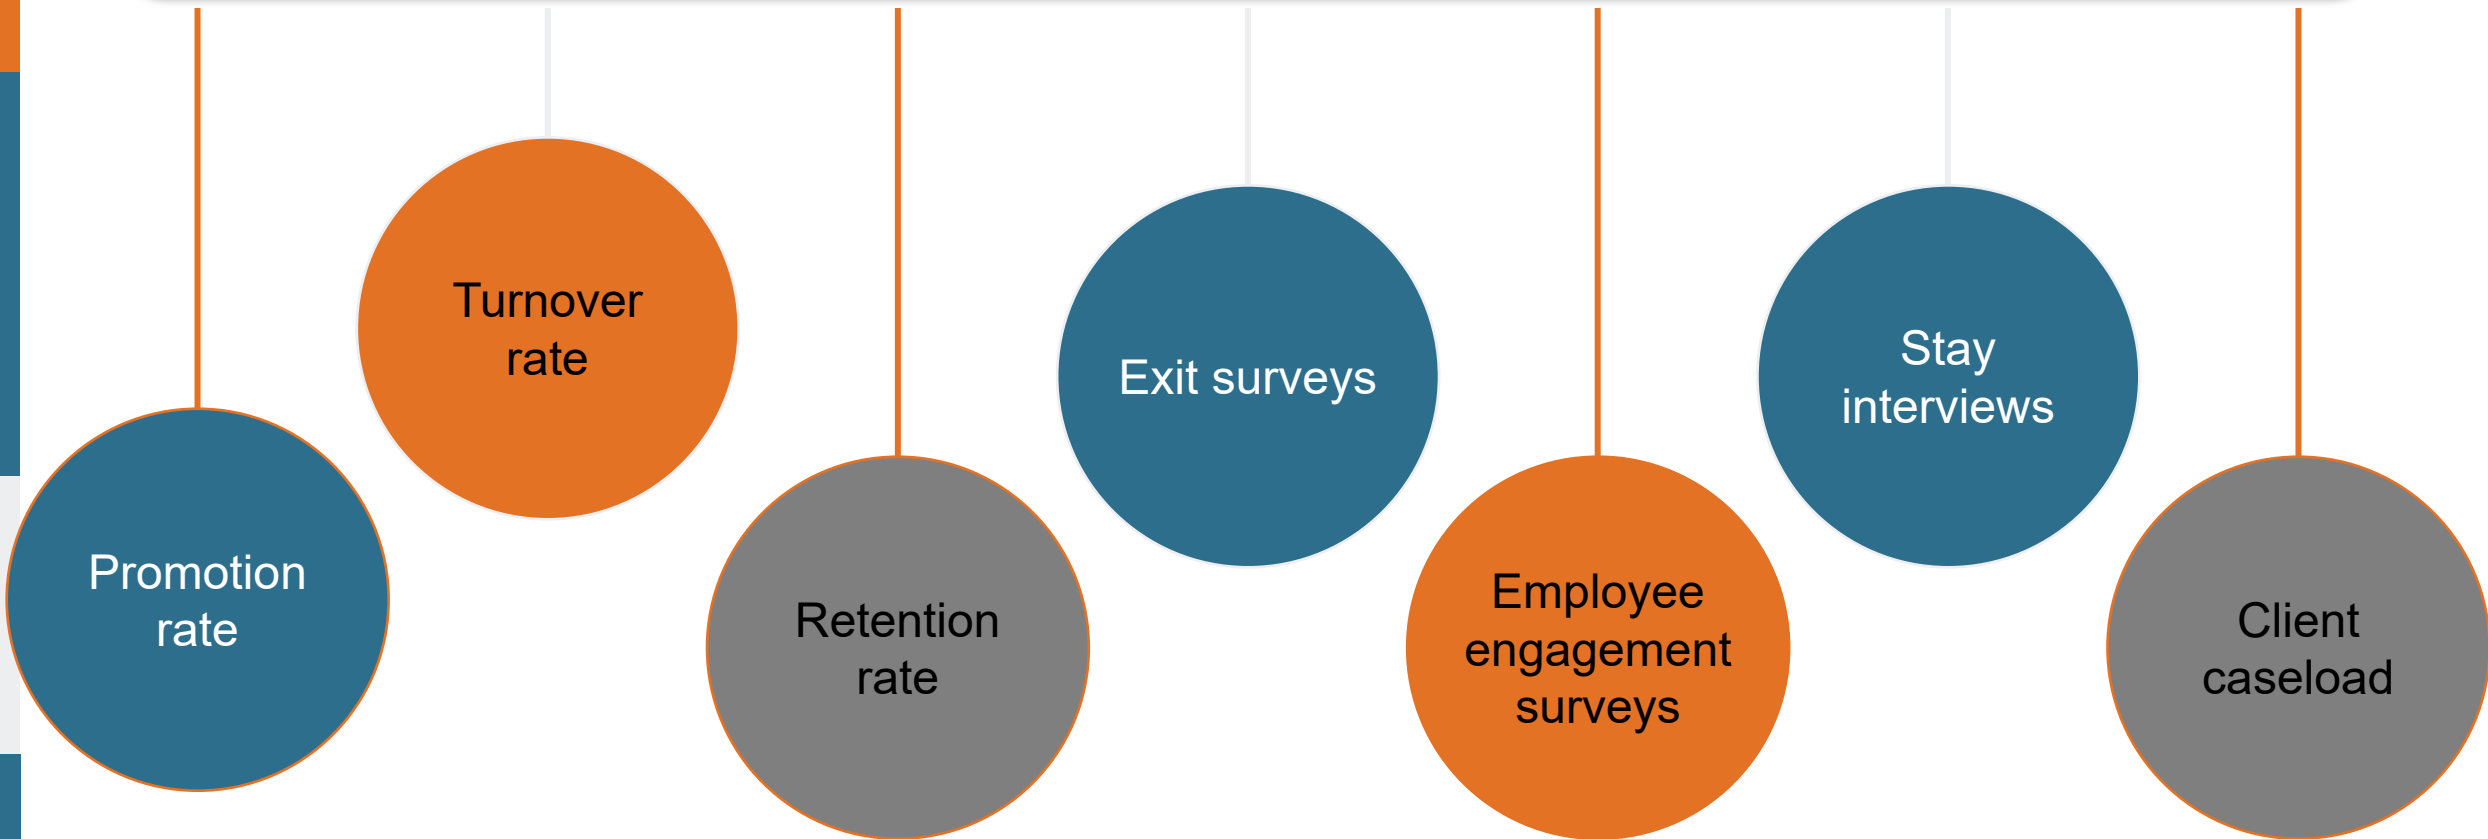 Promotion
rate
Turnover
rate
Retention
rate
Exit surveys
Employee
engagement
surveys
Stay
interviews
Client
caseload